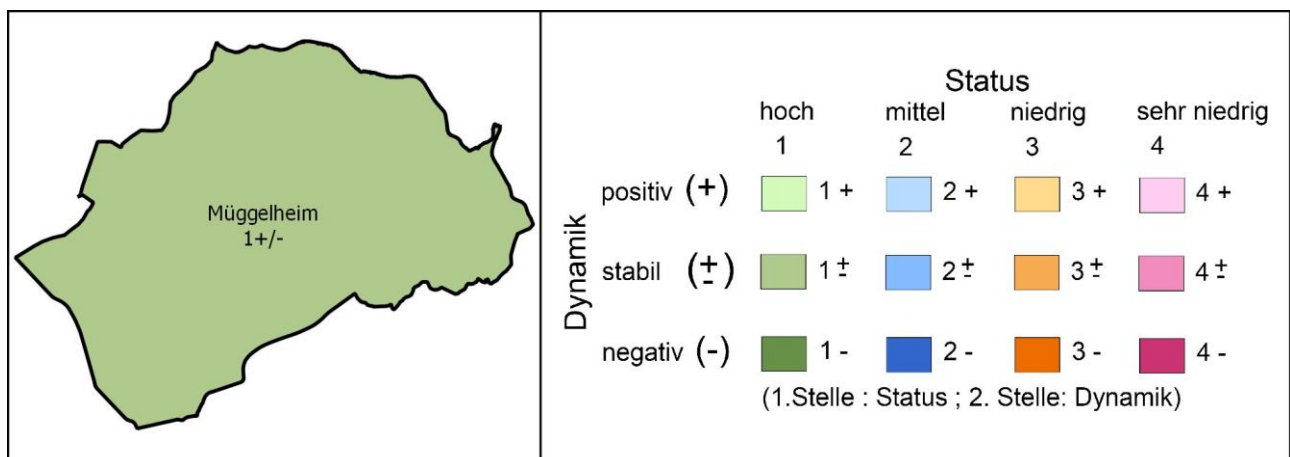 Müggelheim
1+/-
Status
hoch mittel niedrig sehr niedrig
1 2 3 4
Dynamik
positiv (+) 1 + 2 + 3 + 4 +
stabil (±) 1 ± 2 ± 3 ± 4 ±
negativ (-) 1 - 2 - 3 - 4 -
(1.Stelle : Status ; 2. Stelle: Dynamik)